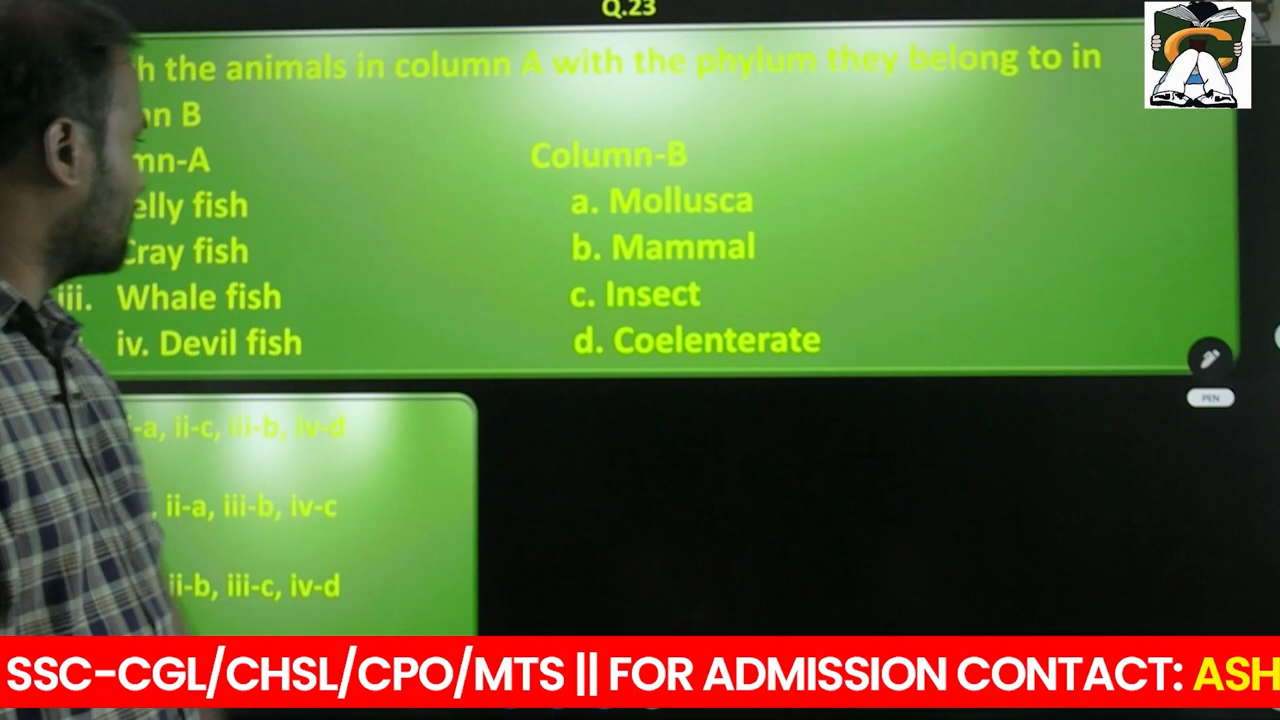 Q.23
h the animals in column A with the phylum they belong to in
nn B
mn-A Column-B
elly fish a. Mollusca
Cray fish b. Mammal
iii. Whale fish c. Insect
iv. Devil fish d. Coelenterate
PEN
-a, ii-c, iii-b, iv-d
, ii-a, iii-b, iv-c
ii-b, iii-c, iv-d
SSC-CGL/CHSL/CPO/MTS || FOR ADMISSION CONTACT: ASH